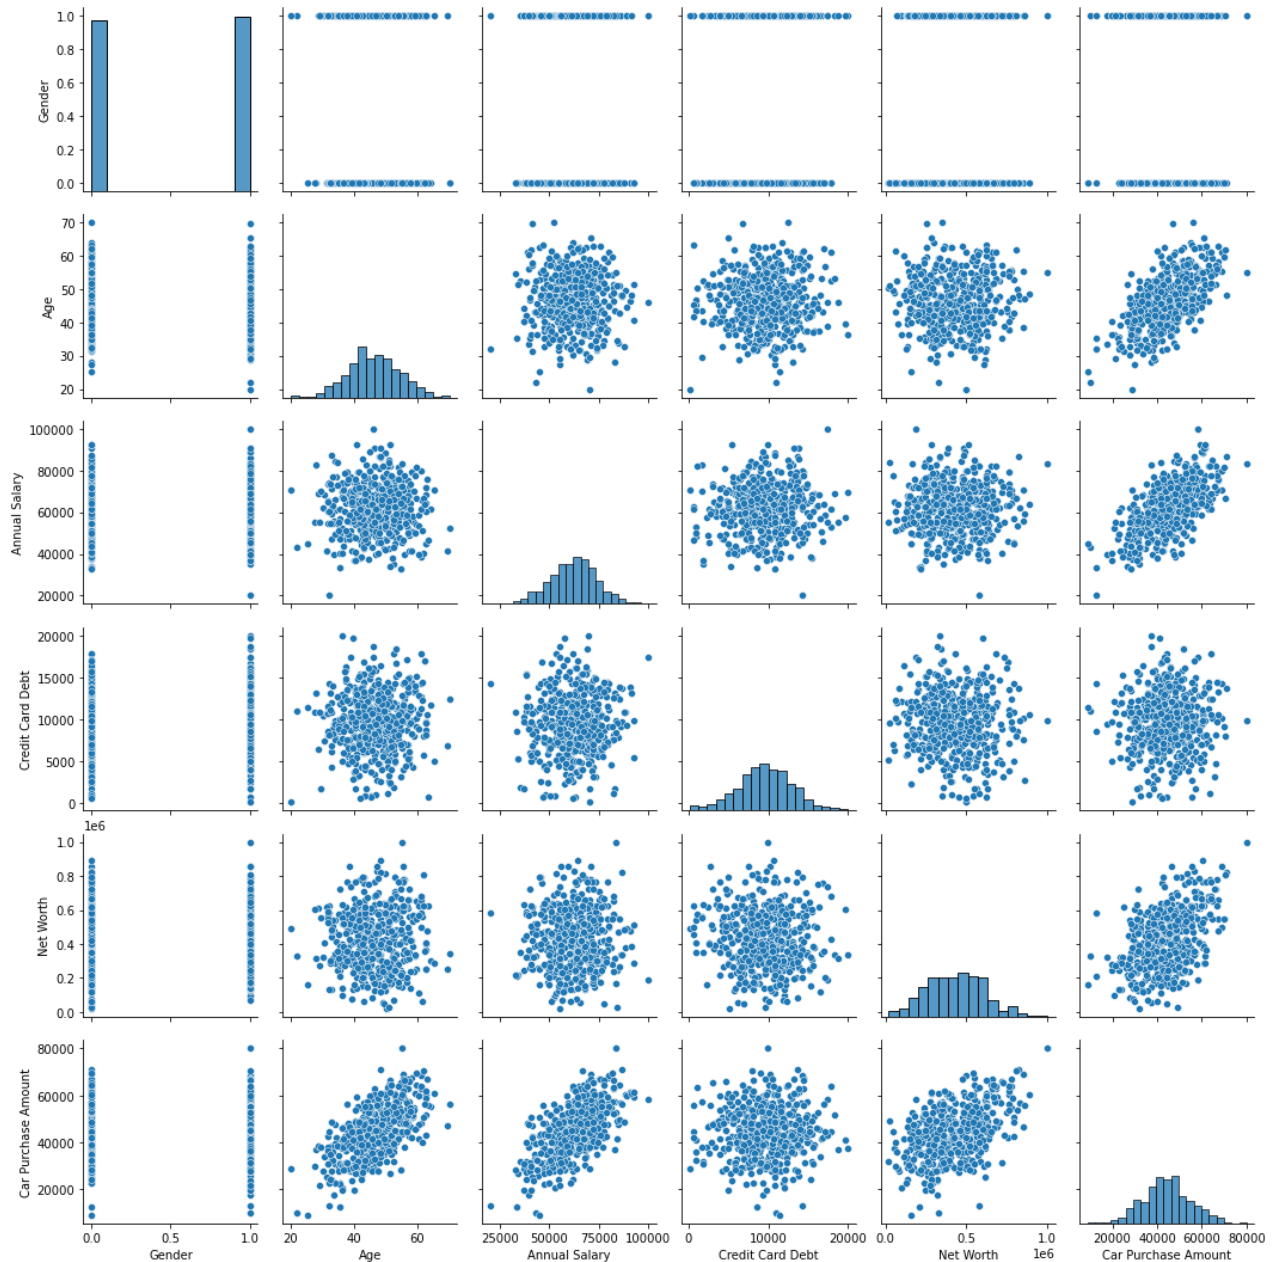 1.0
0.8
0.6
0.4
0.2
0.0
Gender
70
60
50
40
30
20
Age
100000
80000
60000
40000
20000
Annual Salary
20000
15000
10000
5000
0
Credit Card Debt
1e6
1.0
0.8
0.6
0.4
0.2
0.0
Net Worth
80000
60000
40000
20000
Car Purchase Amount
0.0 0.5 1.0
Gender
20 40 60
Age
25000 50000 75000 100000
Annual Salary
0 10000 20000
Credit Card Debt
0.0 0.5 1.0
1e6
Net Worth
20000 40000 60000 80000
Car Purchase Amount